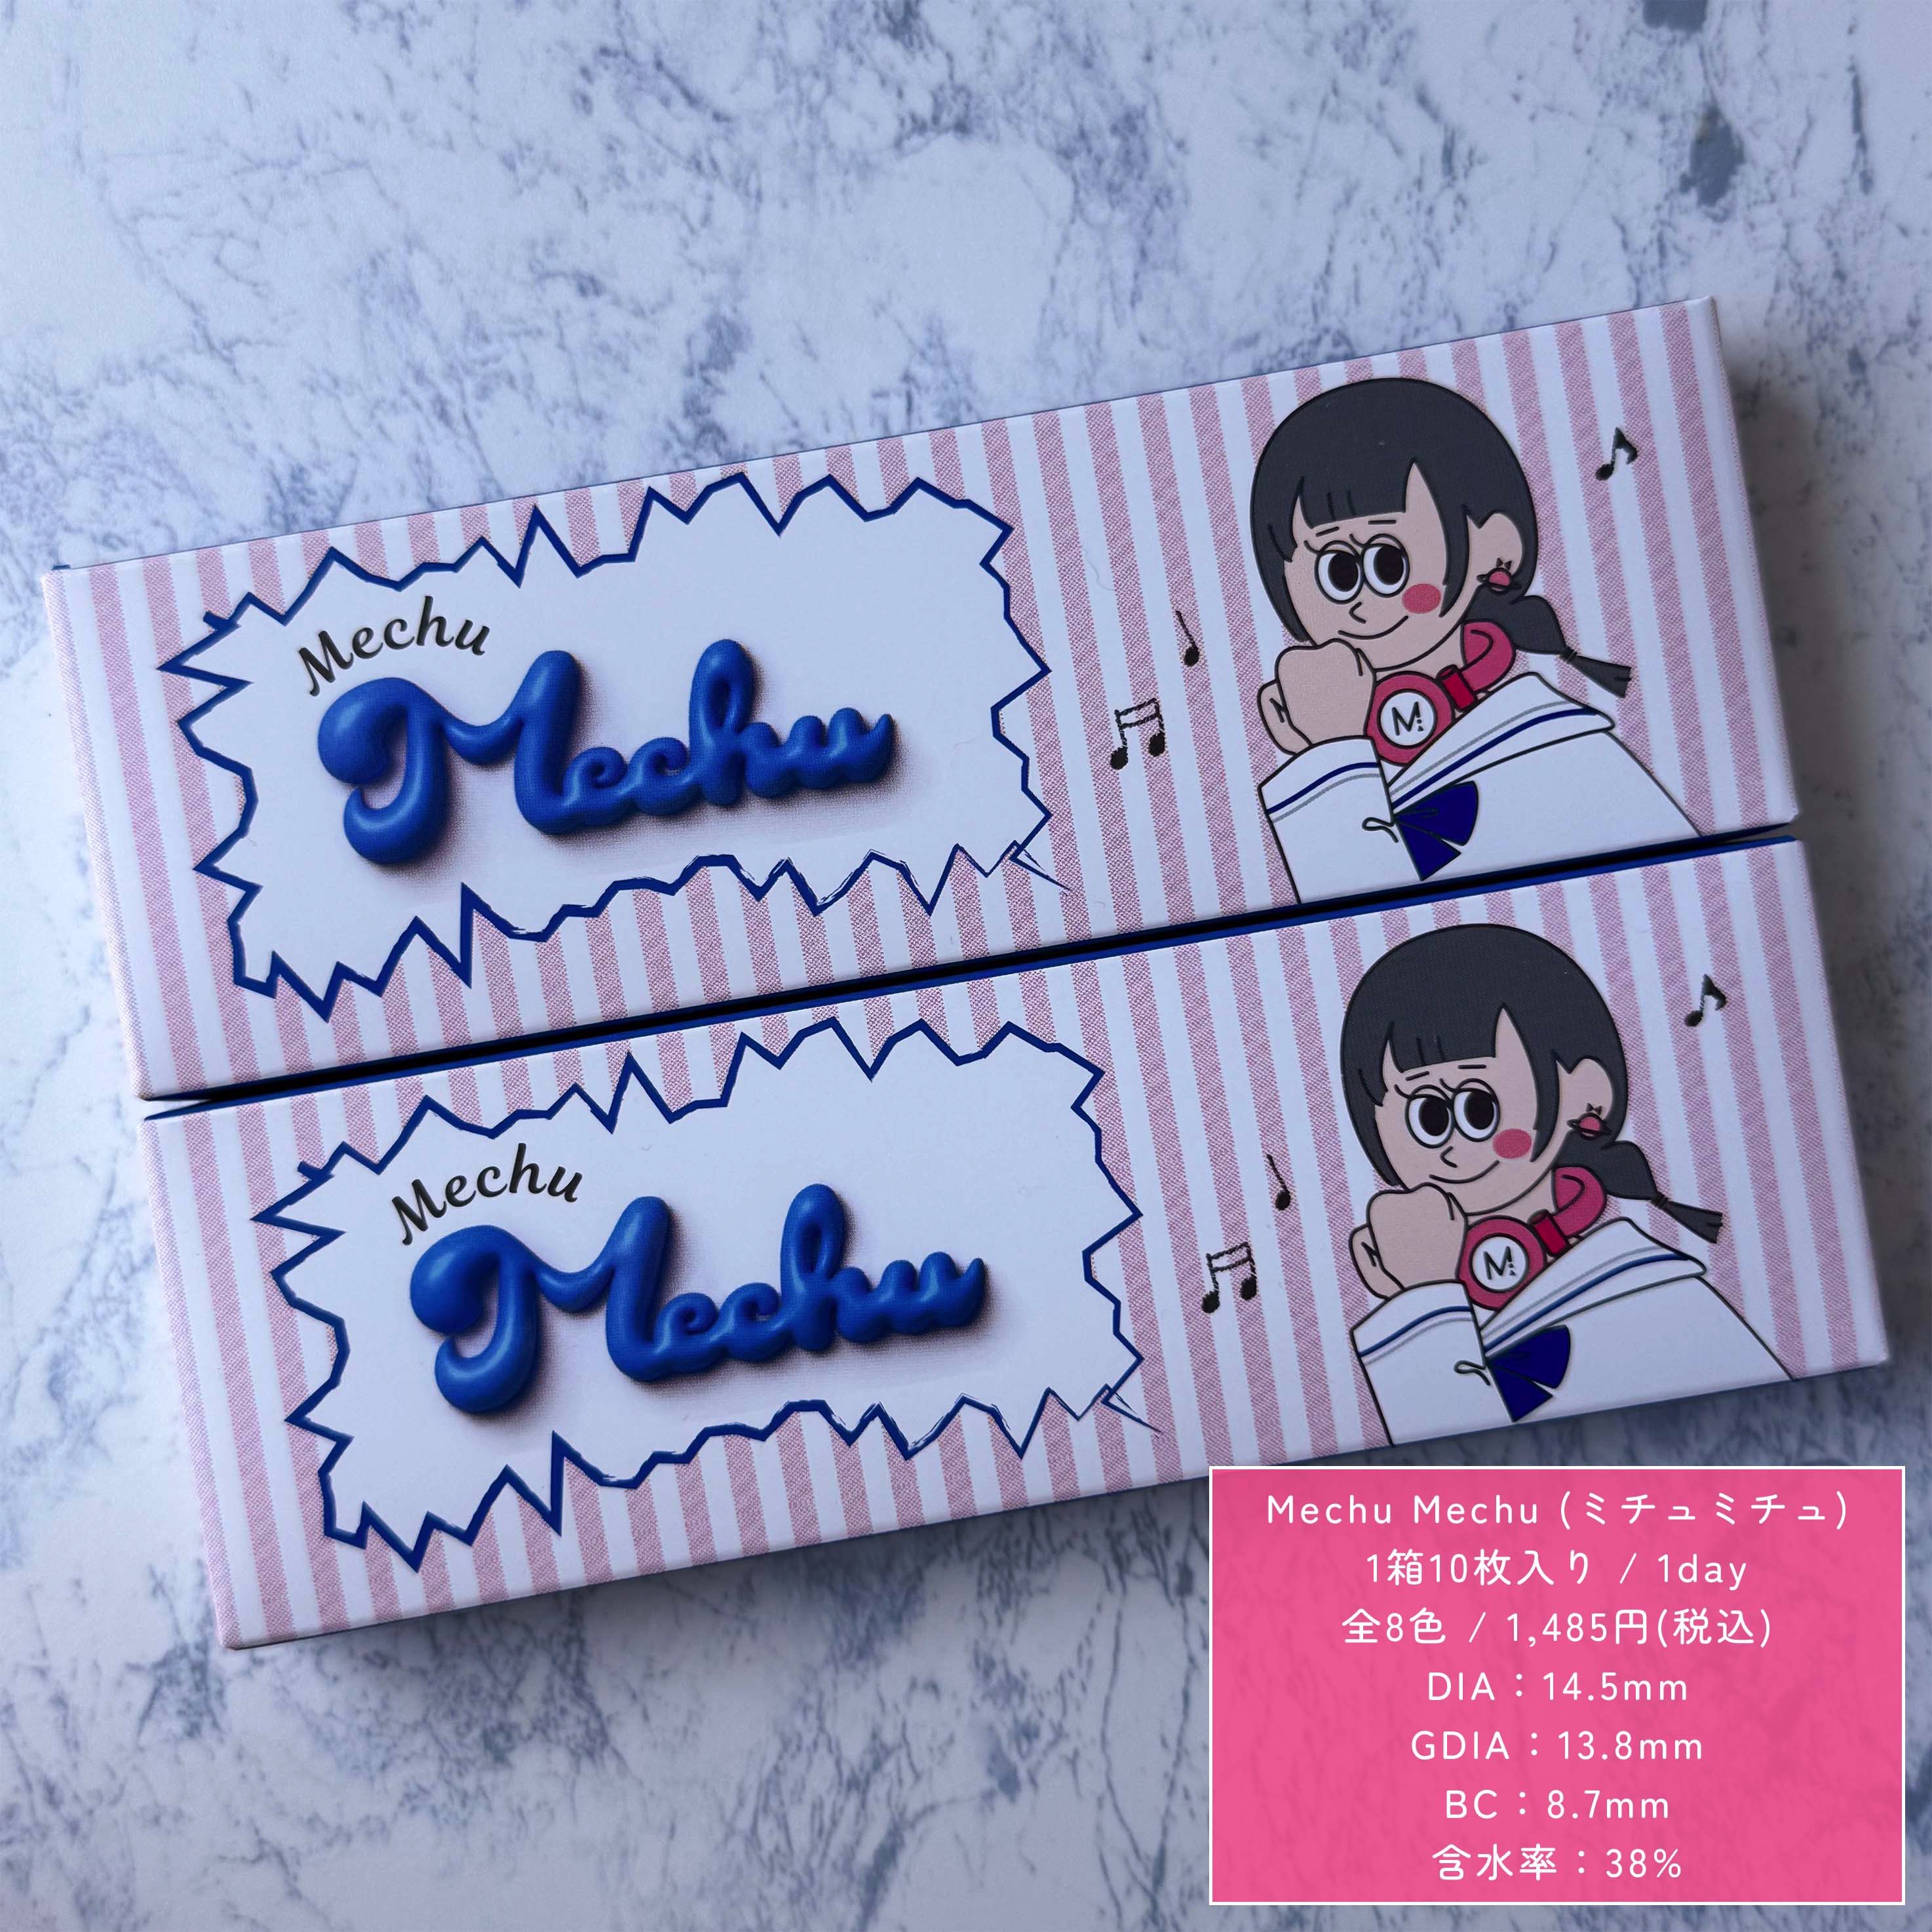 Mechu
Mechu
M
Mechu
Mechu
M
Mechu Mechu (ミチュミチュ)
1箱10枚入り / 1day
全8色 / 1,485円(税込)
DIA：14.5mm
GDIA：13.8mm
BC：8.7mm
含水率：38%